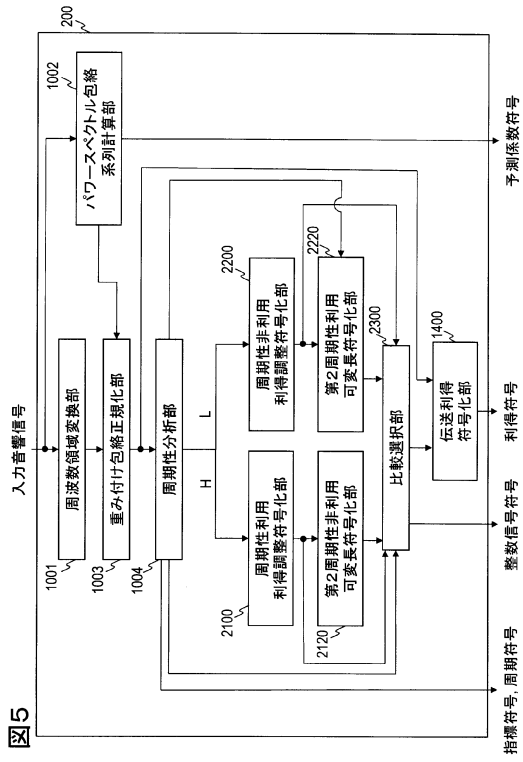 図5
200
入力音響信号
1001
周波数領域変換部
1002
パワースペクトル包絡
系列計算部
1003
重み付け包絡正規化部
1004
周期性分析部
H
L
2100
周期性利用
利得調整符号化部
2200
周期性非利用
利得調整符号化部
2120
第2周期性非利用
可変長符号化部
2220
第2周期性利用
可変長符号化部
2300
比較選択部
1400
伝送利得
符号化部
指標符号,周期符号
整数信号符号
利得符号
予測係数符号